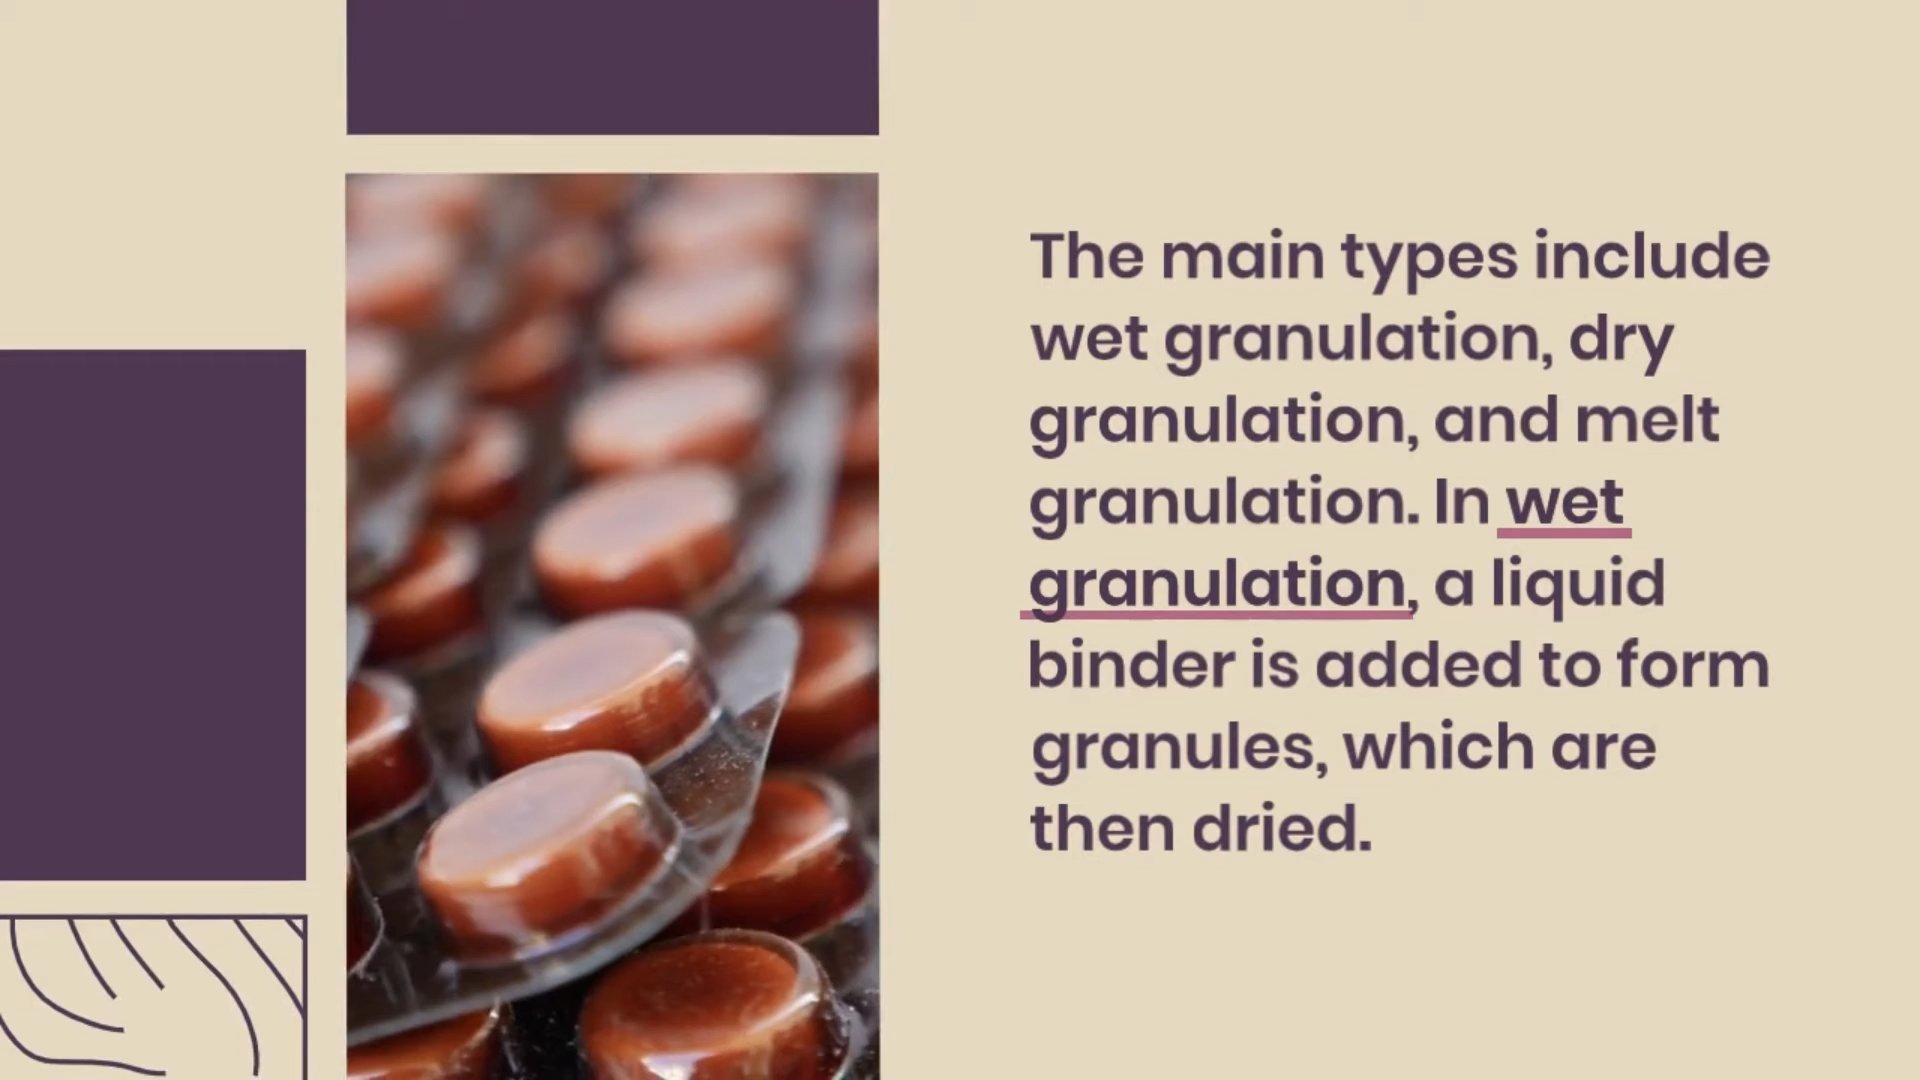 The main types include
wet granulation, dry
granulation, and melt
granulation. In wet
granulation, a liquid
binder is added to form
granules, which are
then dried.